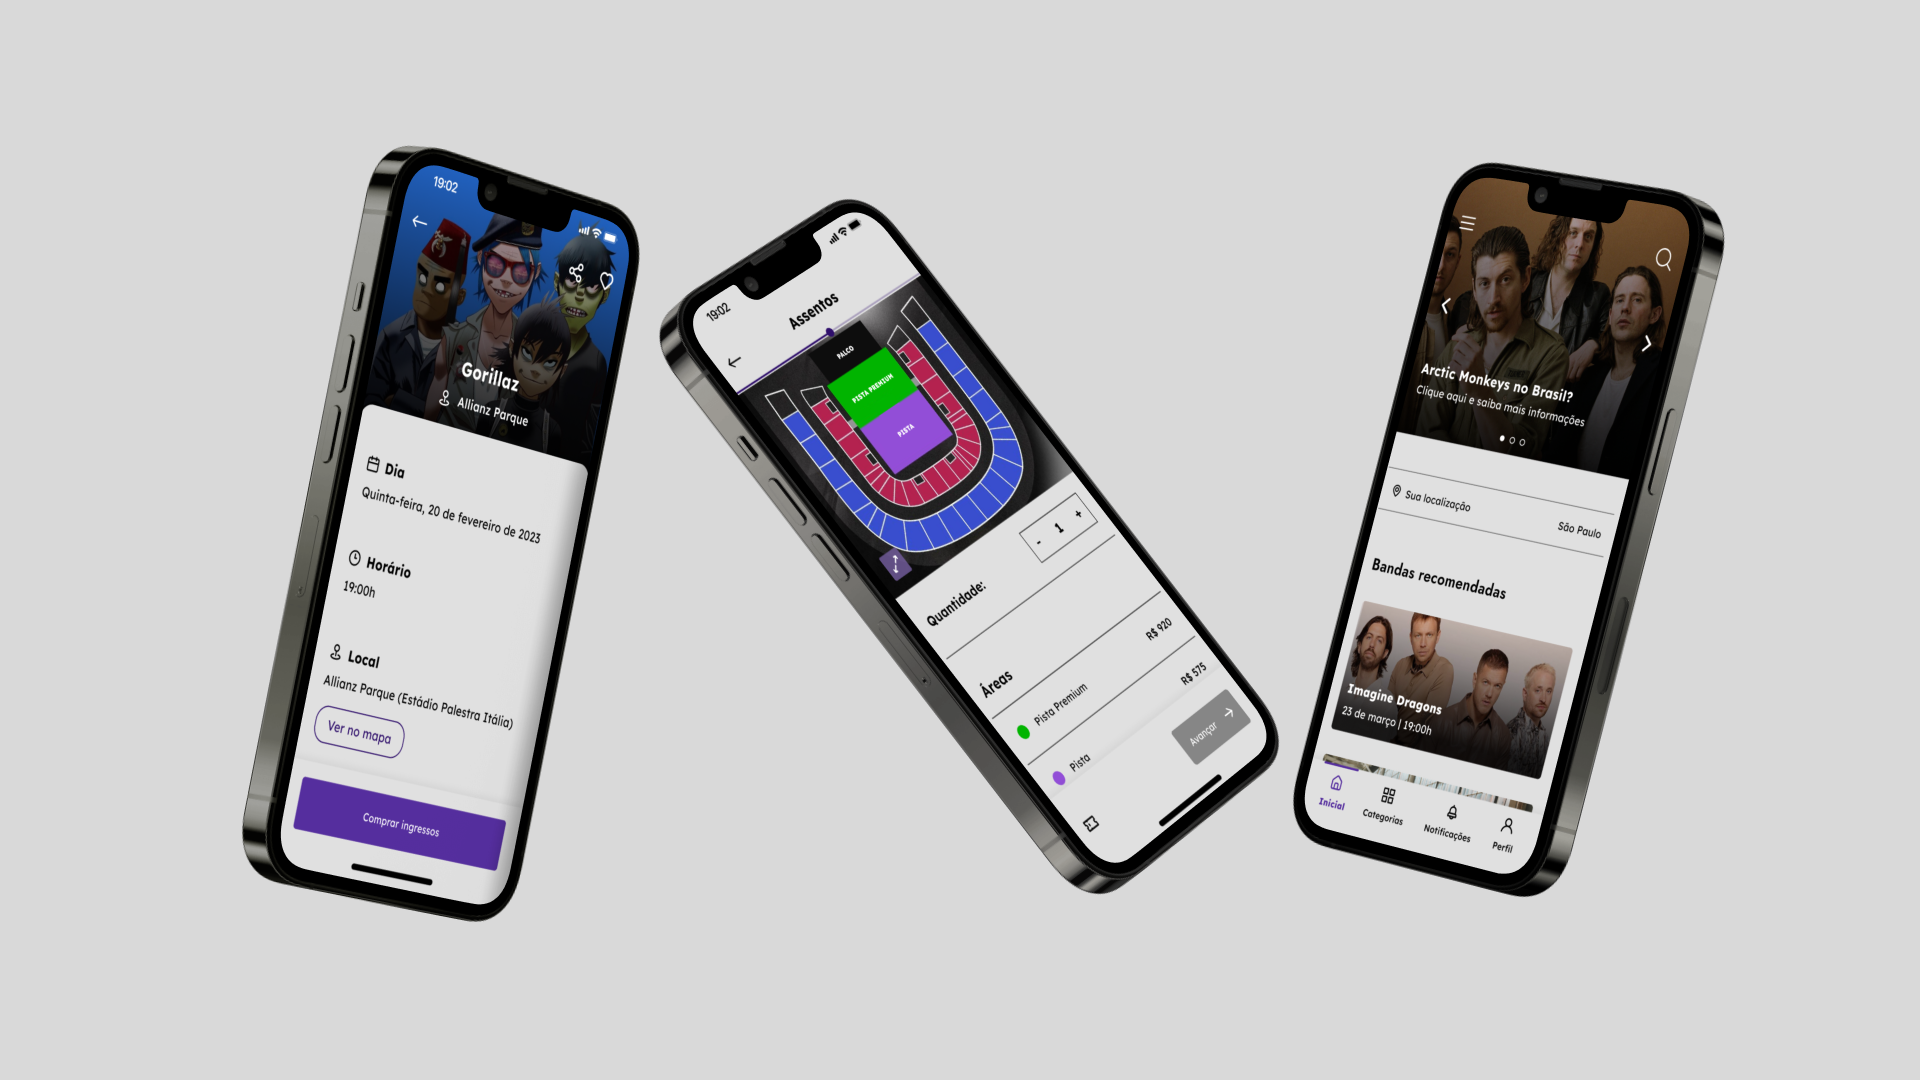 19:02
Gorillaz
Allianz Parque
Dia
Quinta-feira, 20 de fevereiro de 2023
Horário
19:00h
Local
Allianz Parque (Estádio Palestra Itália)
Ver no mapa
Comprar ingressos
19:02
Assentos
PALCO
PISTA PREMIUM
PISTA
Quantidade:
- 1 +
Áreas
Pista Premium R$ 920
Pista R$ 575
Avançar
Arctic Monkeys no Brasil?
Clique aqui e saiba mais informações
Sua localização São Paulo
Bandas recomendadas
Imagine Dragons
23 de março | 19:00h
Inicial Categorias Notificações Perfil